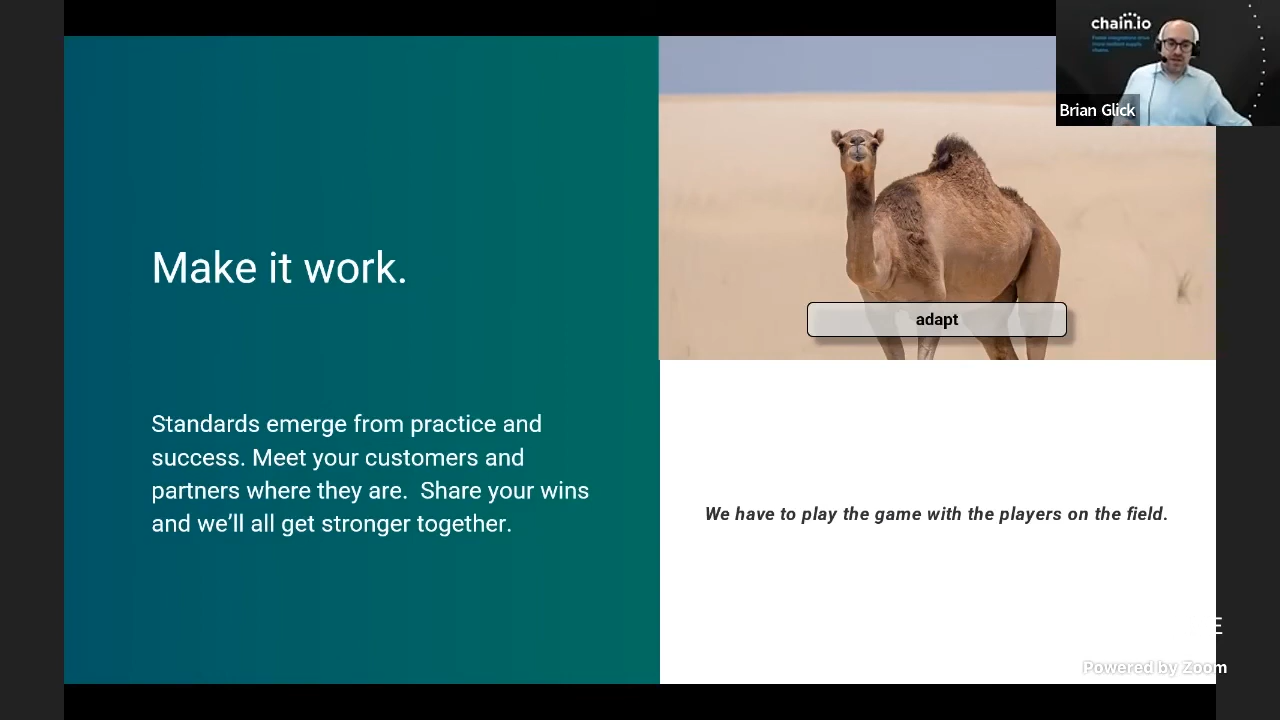 chain.io
Brian Glick
adapt
Make it work.
Standards emerge from practice and
success. Meet your customers and
partners where they are.  Share your wins
and we’ll all get stronger together.
We have to play the game with the players on the field.
E
Powered by Zoom